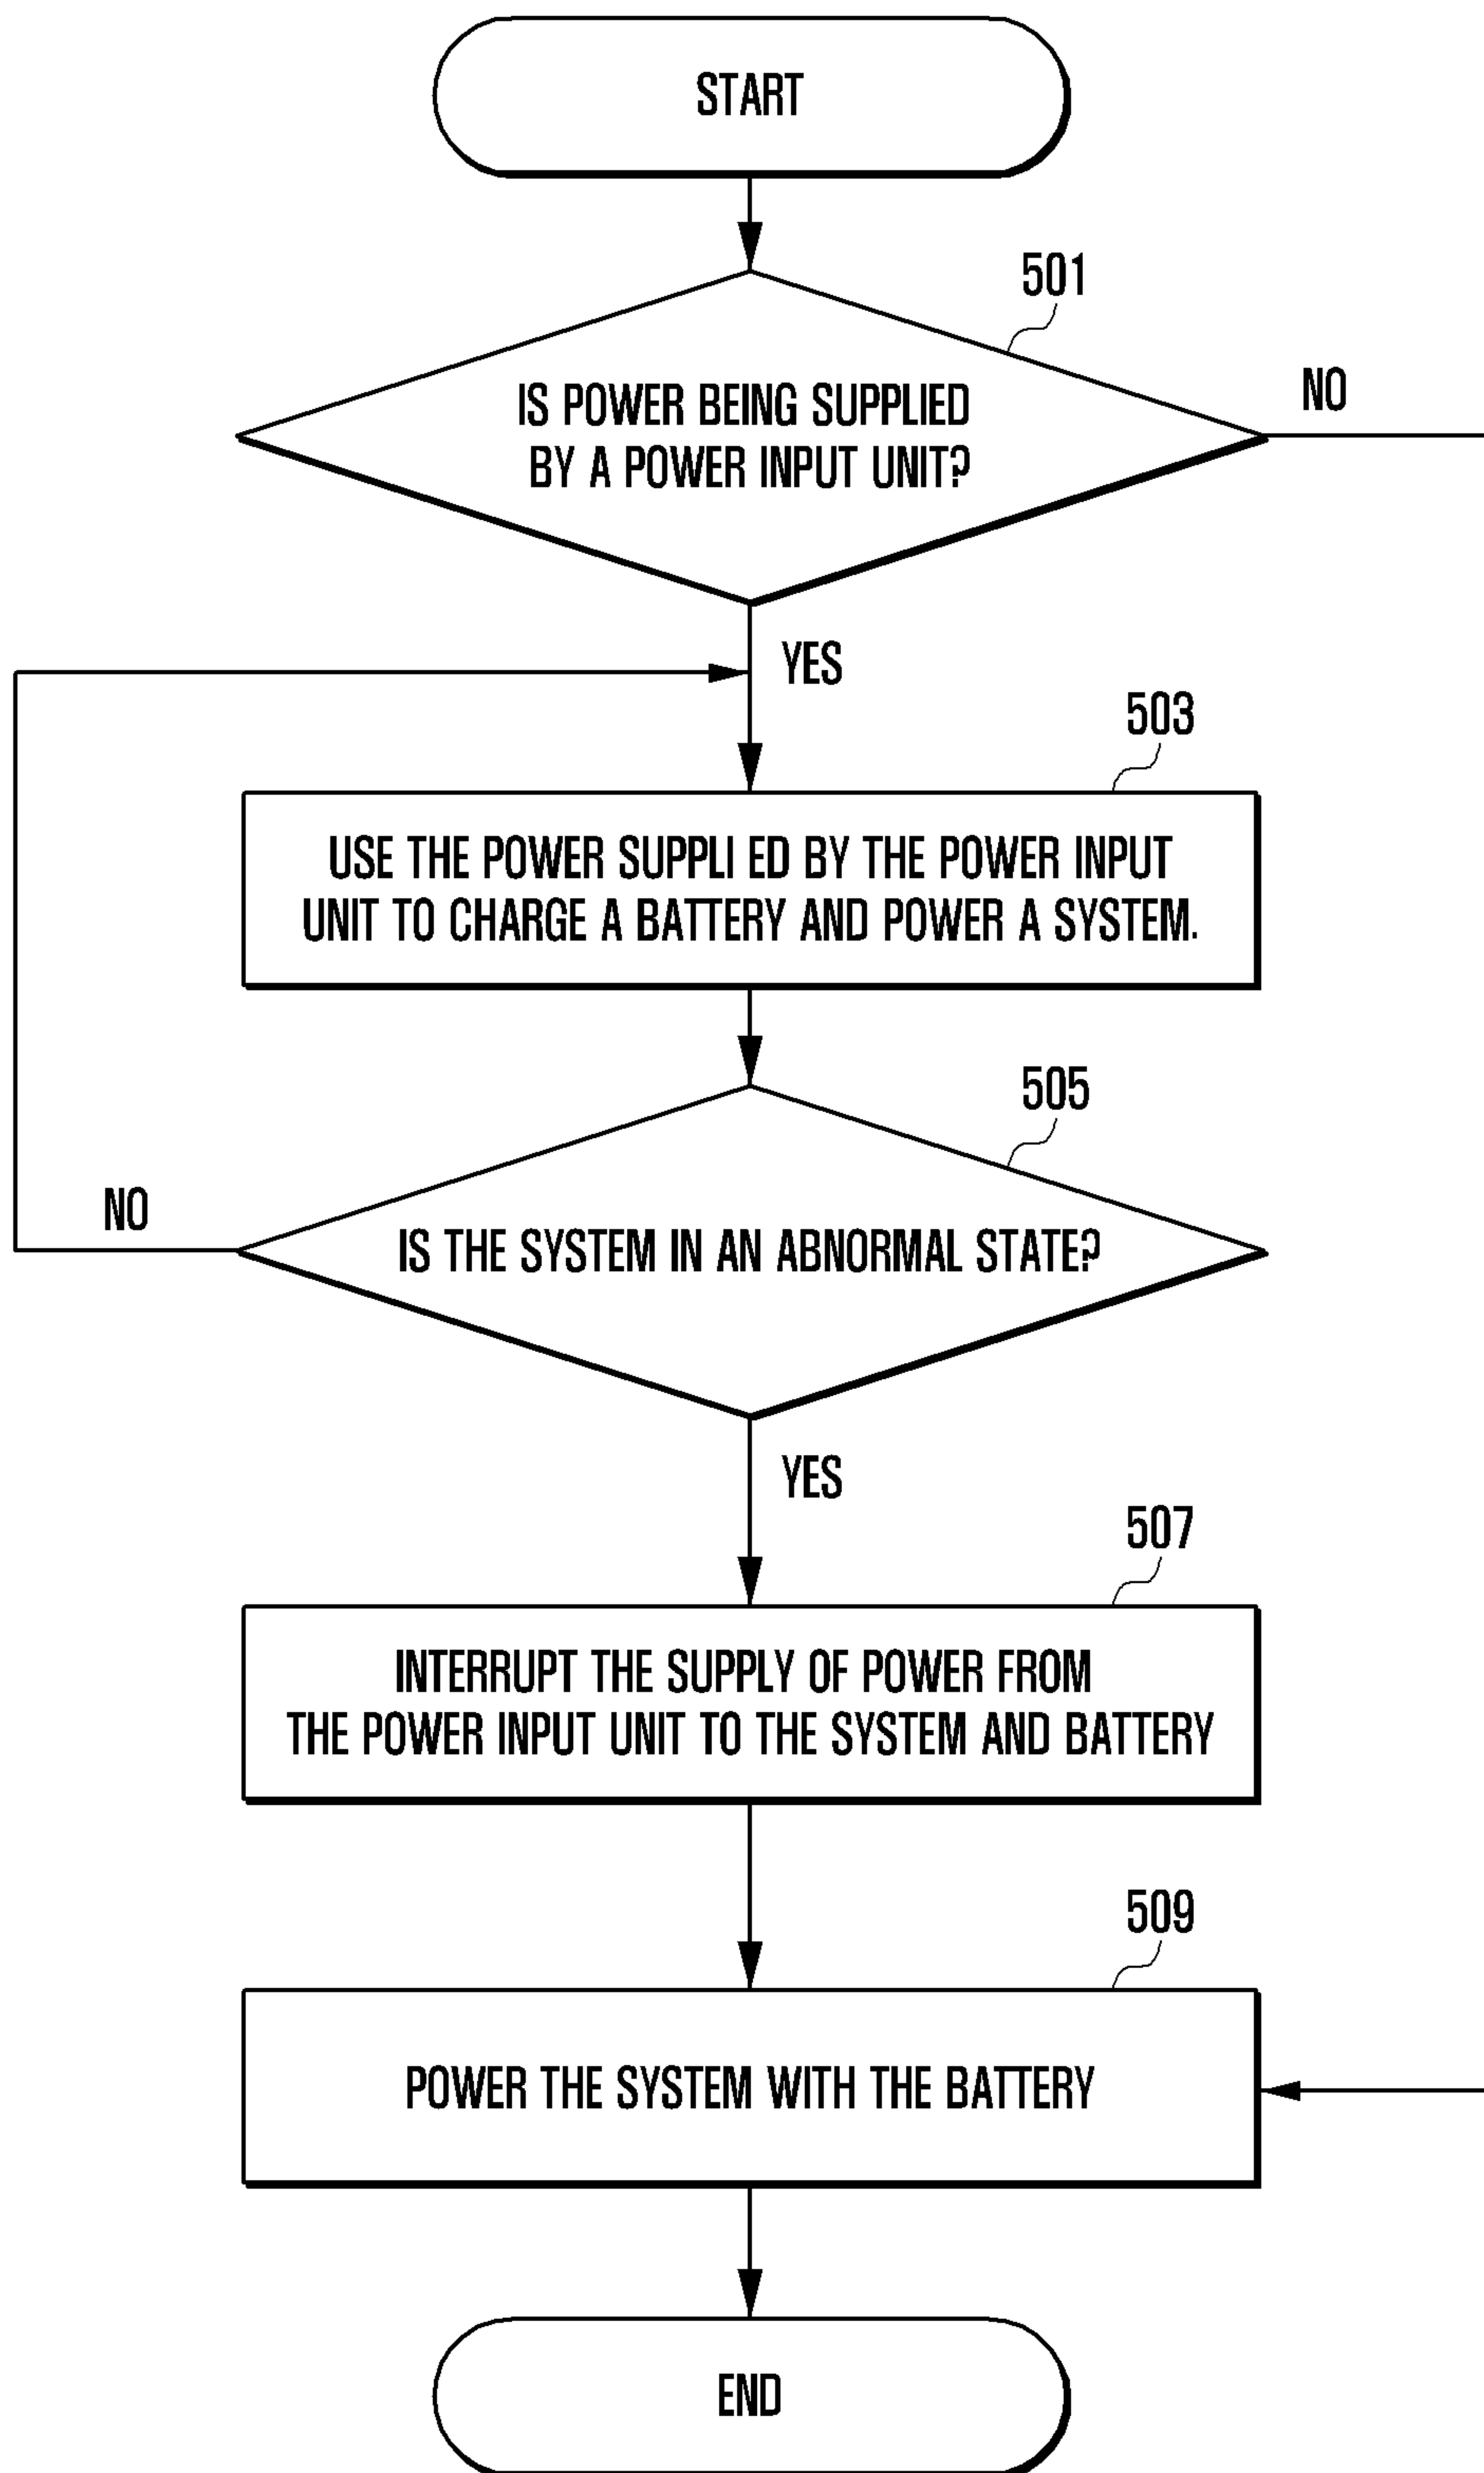 START
501
IS POWER BEING SUPPLIED
BY A POWER INPUT UNIT?
NO
YES
503
USE THE POWER SUPPLI ED BY THE POWER INPUT
UNIT TO CHARGE A BATTERY AND POWER A SYSTEM.
505
IS THE SYSTEM IN AN ABNORMAL STATE?
NO
YES
507
INTERRUPT THE SUPPLY OF POWER FROM
THE POWER INPUT UNIT TO THE SYSTEM AND BATTERY
509
POWER THE SYSTEM WITH THE BATTERY
END